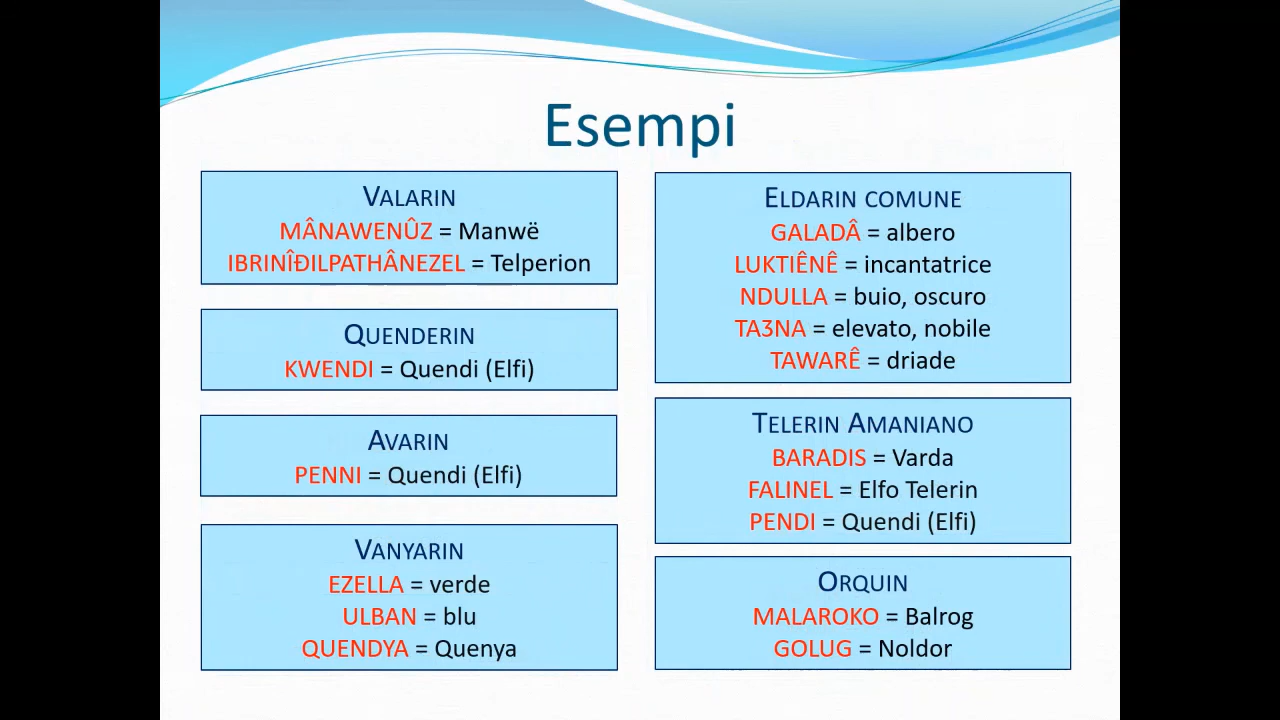 Esempi
VALARIN
MÂNAWENÛZ = Manwë
IBRINÎÐILPATHÂNEZEL = Telperion
QUENDERIN
KWENDI = Quendi (Elfi)
AVARIN
PENNI = Quendi (Elfi)
VANYARIN
EZELLA = verde
ULBAN = blu
QUENDYA = Quenya
ELDARIN COMUNE
GALADÂ = albero
LUKTIÊNÊ = incantatrice
NDULLA = buio, oscuro
TA3NA = elevato, nobile
TAWARÊ = driade
TELERIN AMANIANO
BARADIS = Varda
FALINEL = Elfo Telerin
PENDI = Quendi (Elfi)
ORQUIN
MALAROKO = Balrog
GOLUG = Noldor